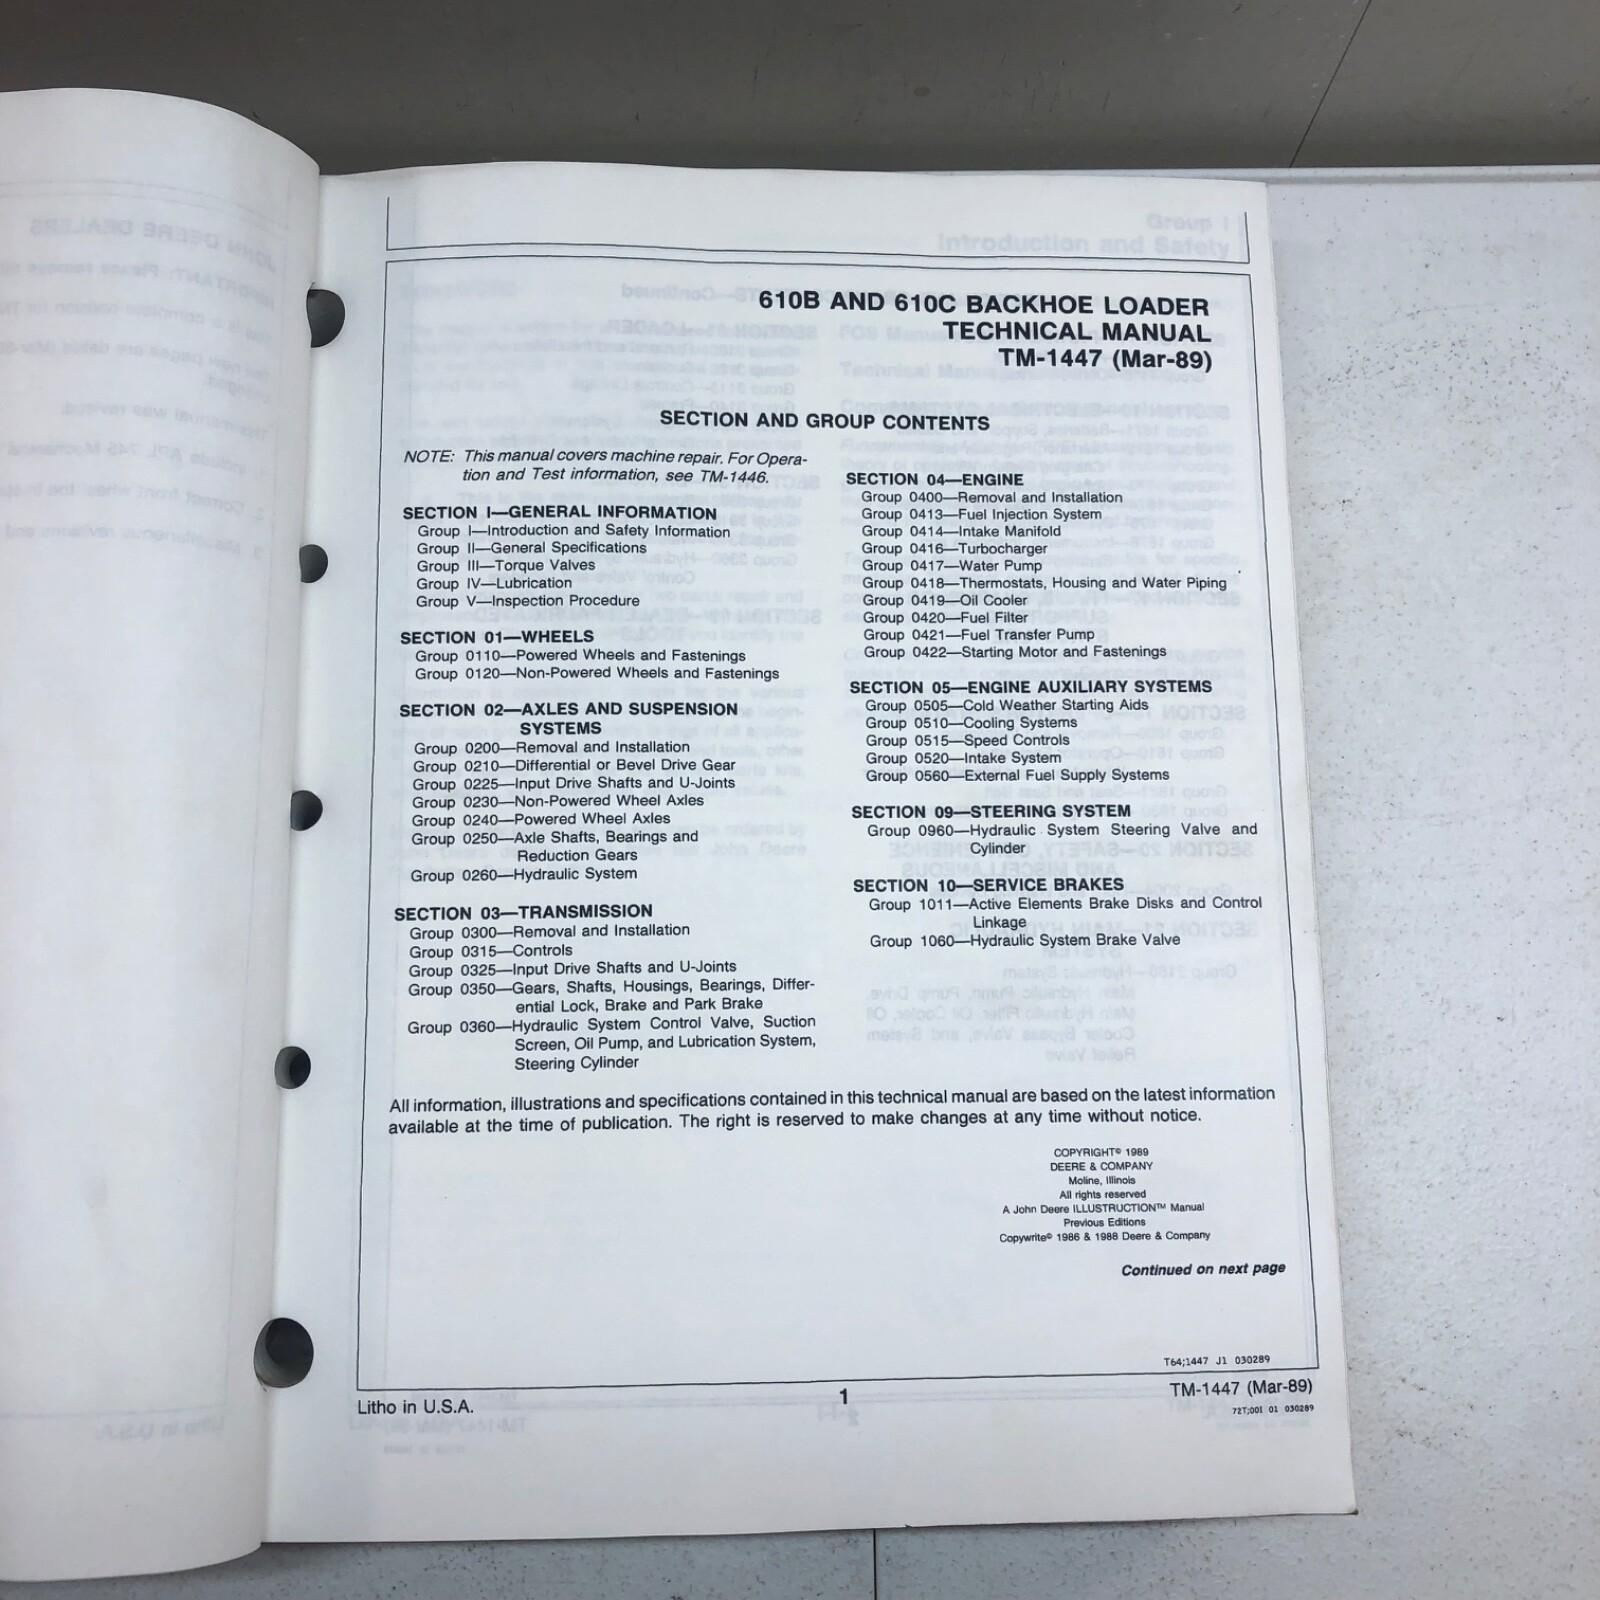 610B AND 610C BACKHOE LOADER
TECHNICAL MANUAL
TM-1447 (Mar-89)
SECTION AND GROUP CONTENTS
NOTE: This manual covers machine repair. For Opera-
tion and Test information, see TM-1446.
SECTION I—GENERAL INFORMATION
Group I—Introduction and Safety Information
Group II—General Specifications
Group III—Torque Valves
Group IV—Lubrication
Group V—Inspection Procedure
SECTION 01—WHEELS
Group 0110—Powered Wheels and Fastenings
Group 0120—Non-Powered Wheels and Fastenings
SECTION 02—AXLES AND SUSPENSION
SYSTEMS
Group 0200—Removal and Installation
Group 0210—Differential or Bevel Drive Gear
Group 0225—Input Drive Shafts and U-Joints
Group 0230—Non-Powered Wheel Axles
Group 0240—Powered Wheel Axles
Group 0250—Axle Shafts, Bearings and
Reduction Gears
Group 0260—Hydraulic System
SECTION 03—TRANSMISSION
Group 0300—Removal and Installation
Group 0315—Controls
Group 0325—Input Drive Shafts and U-Joints
Group 0350—Gears, Shafts, Housings, Bearings, Differ-
ential Lock, Brake and Park Brake
Group 0360—Hydraulic System Control Valve, Suction
Screen, Oil Pump, and Lubrication System,
Steering Cylinder
SECTION 04—ENGINE
Group 0400—Removal and Installation
Group 0413—Fuel Injection System
Group 0414—Intake Manifold
Group 0416—Turbocharger
Group 0417—Water Pump
Group 0418—Thermostats, Housing and Water Piping
Group 0419—Oil Cooler
Group 0420—Fuel Filter
Group 0421—Fuel Transfer Pump
Group 0422—Starting Motor and Fastenings
SECTION 05—ENGINE AUXILIARY SYSTEMS
Group 0505—Cold Weather Starting Aids
Group 0510—Cooling Systems
Group 0515—Speed Controls
Group 0520—Intake System
Group 0560—External Fuel Supply Systems
SECTION 09—STEERING SYSTEM
Group 0960—Hydraulic System Steering Valve and
Cylinder
SECTION 10—SERVICE BRAKES
Group 1011—Active Elements Brake Disks and Control
Linkage
Group 1060—Hydraulic System Brake Valve
All information, illustrations and specifications contained in this technical manual are based on the latest information
available at the time of publication. The right is reserved to make changes at any time without notice.
COPYRIGHT© 1989
DEERE & COMPANY
Moline, Illinois
All rights reserved
A John Deere ILLUSTRUCTION™ Manual
Previous Editions
Copywrite© 1986 & 1988 Deere & Company
Continued on next page
T64;1447 J1 030289
Litho in U.S.A.
1
TM-1447 (Mar-89)
72T;001 01 030289